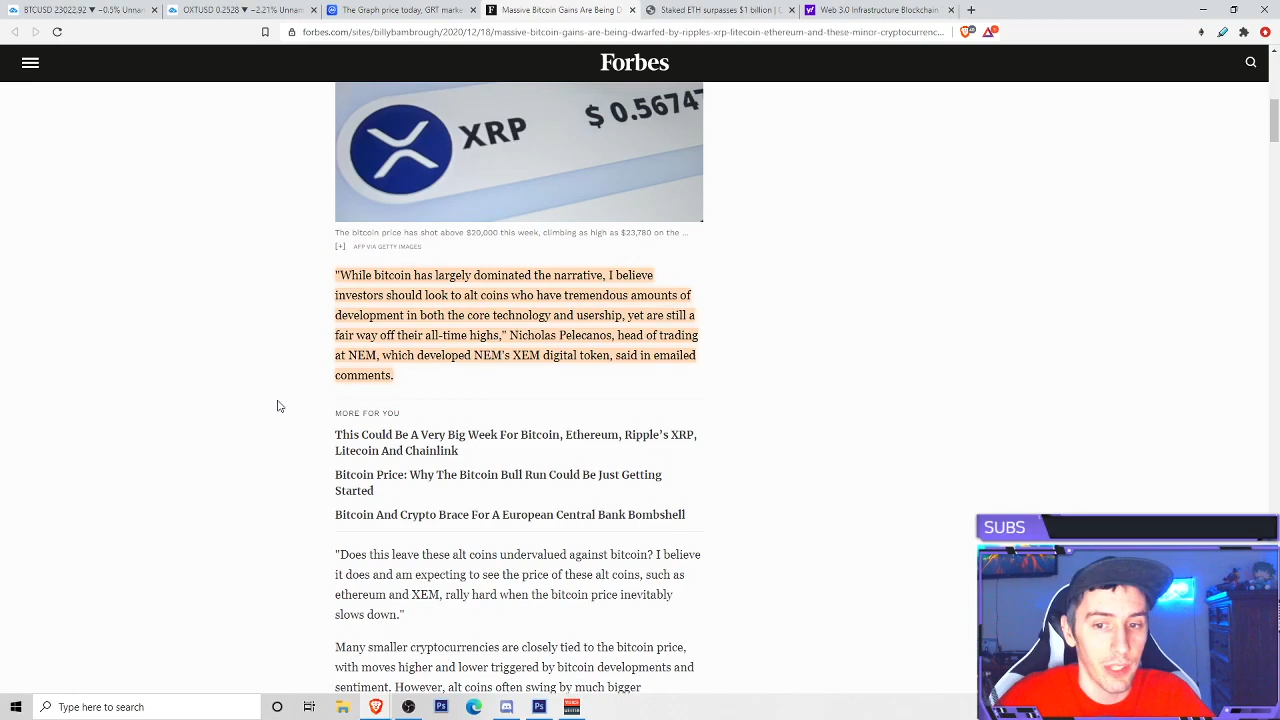 BTCUSD 23022.92 ▼ −0.5% Unnam
OXTUSD 0.2528 ▼ −2.21% Unnam
The Graph price today, GRT marke
Massive Bitcoin Gains Are Being D
Staked ETH surpasses $1 billion | C
Web 3.0 Infrastructure Blockchain
forbes.com/sites/billybambrough/2020/12/18/massive-bitcoin-gains-are-being-dwarfed-by-ripples-xrp-litecoin-ethereum-and-these-minor-cryptocurrenc...
Forbes
XRP $ 0.56747
The bitcoin price has shot above $20,000 this week, climbing as high as $23,780 on the ...
[+] AFP VIA GETTY IMAGES
"While bitcoin has largely dominated the narrative, I believe
investors should look to alt coins who have tremendous amounts of
development in both the core technology and usership, yet are still a
fair way off their all-time highs," Nicholas Pelecanos, head of trading
at NEM, which developed NEM's XEM digital token, said in emailed
comments.
MORE FOR YOU
This Could Be A Very Big Week For Bitcoin, Ethereum, Ripple's XRP,
Litecoin And Chainlink
Bitcoin Price: Why The Bitcoin Bull Run Could Be Just Getting
Started
Bitcoin And Crypto Brace For A European Central Bank Bombshell
"Does this leave these alt coins undervalued against bitcoin? I believe
it does and am expecting to see the price of these alt coins, such as
ethereum and XEM, rally hard when the bitcoin price inevitably
slows down."
Many smaller cryptocurrencies are closely tied to the bitcoin price,
with moves higher and lower triggered by bitcoin developments and
sentiment. However, alt coins often swing by much bigger
SUBS
Type here to search